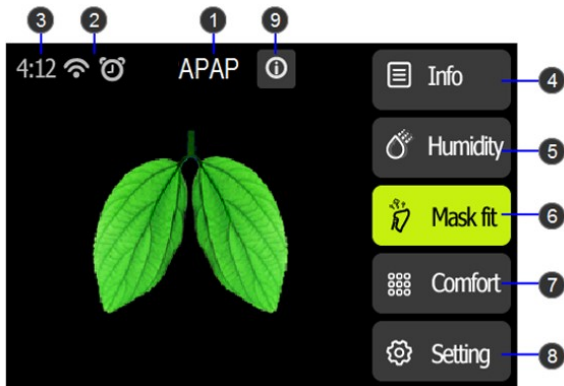 3 2 1 9
4:12 APAP
Info 4
Humidity 5
Mask fit 6
Comfort 7
Setting 8